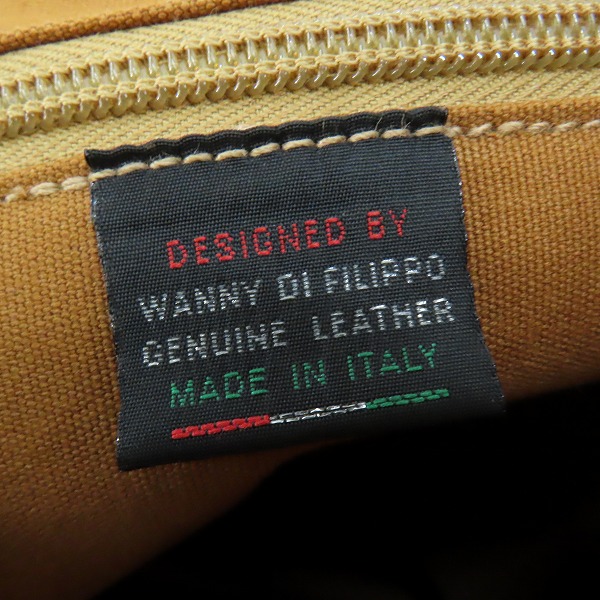 DESIGNED BY
WANNY DI FILIPPO
GENUINE LEATHER
MADE IN ITALY